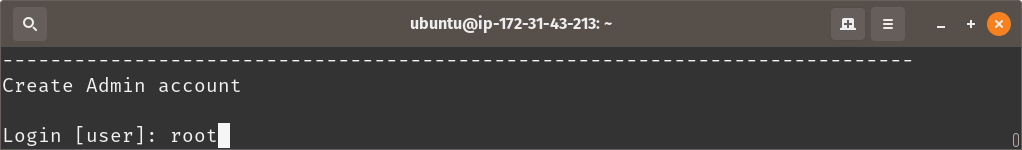 ubuntu@ip-172-31-43-213: ~
----------------------------------------------------------------------------
Create Admin account
Login [user]: root